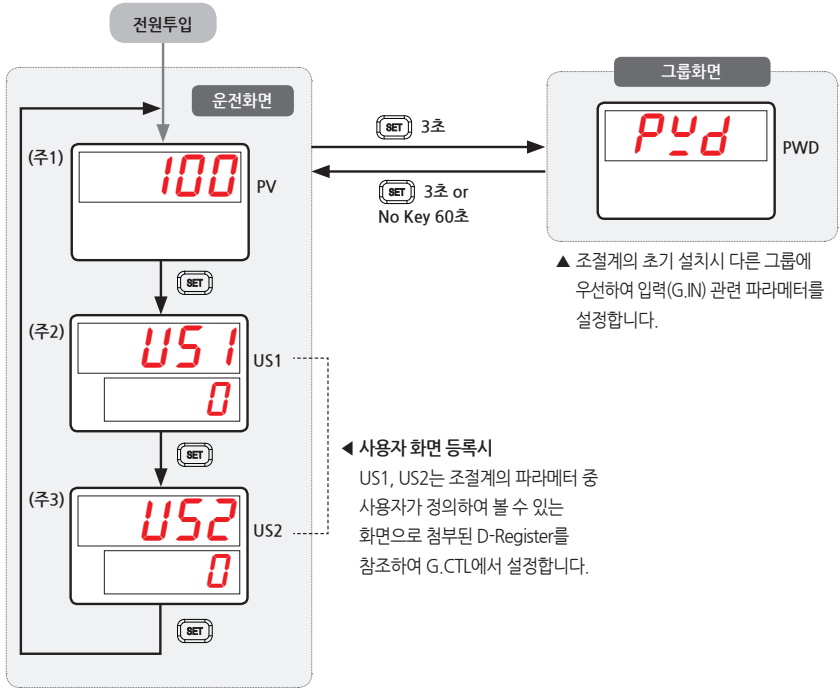 전원투입
운전화면
(주1)
100
PV
SET
(주2)
US1
US1
0
SET
(주3)
US2
US2
0
SET
SET 3초
SET 3초 or
No Key 60초
그룹화면
PWD
PWD
▲ 조절계의 초기 설치시 다른 그룹에
우선하여 입력(G.IN) 관련 파라메터를
설정합니다.
◀ 사용자 화면 등록시
US1, US2는 조절계의 파라메터 중
사용자가 정의하여 볼 수 있는
화면으로 첨부된 D-Register를
참조하여 G.CTL에서 설정합니다.